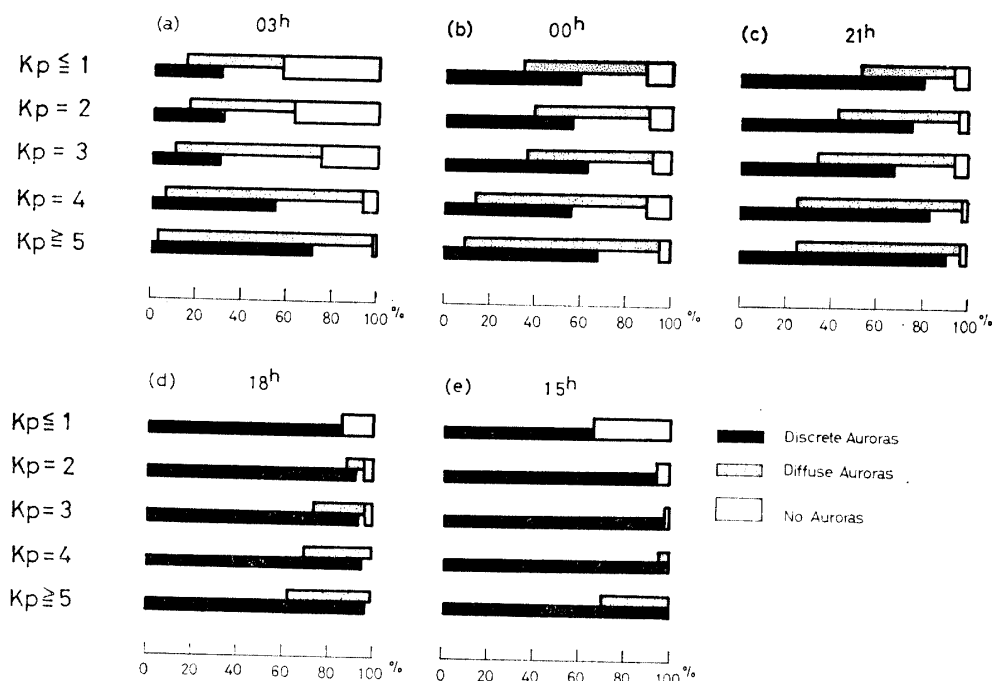 (a) 03h (b) 00h (c) 21h
Kp ≦ 1
Kp = 2
Kp = 3
Kp = 4
Kp ≧ 5
0 20 40 60 80 100% 0 20 40 60 80 100% 0 20 40 60 80 100%
(d) 18h (e) 15h
Kp ≦ 1
Kp = 2
Kp = 3
Kp = 4
Kp ≧ 5
Discrete Auroras
Diffuse Auroras
No Auroras
0 20 40 60 80 100% 0 20 40 60 80 100%